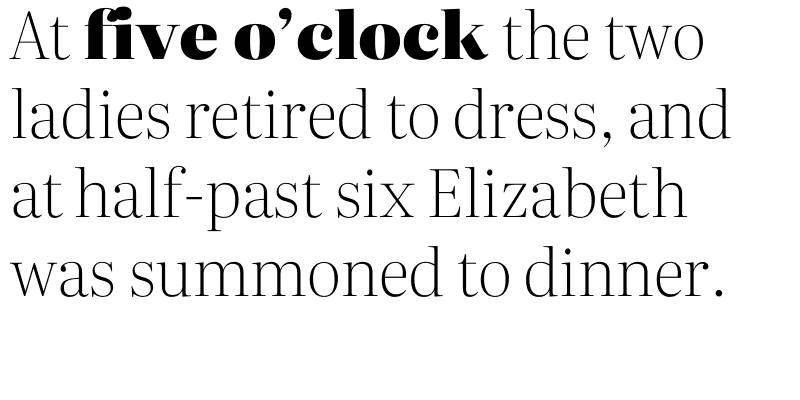 At five o’clock the two
ladies retired to dress, and
at half-past six Elizabeth
was summoned to dinner.